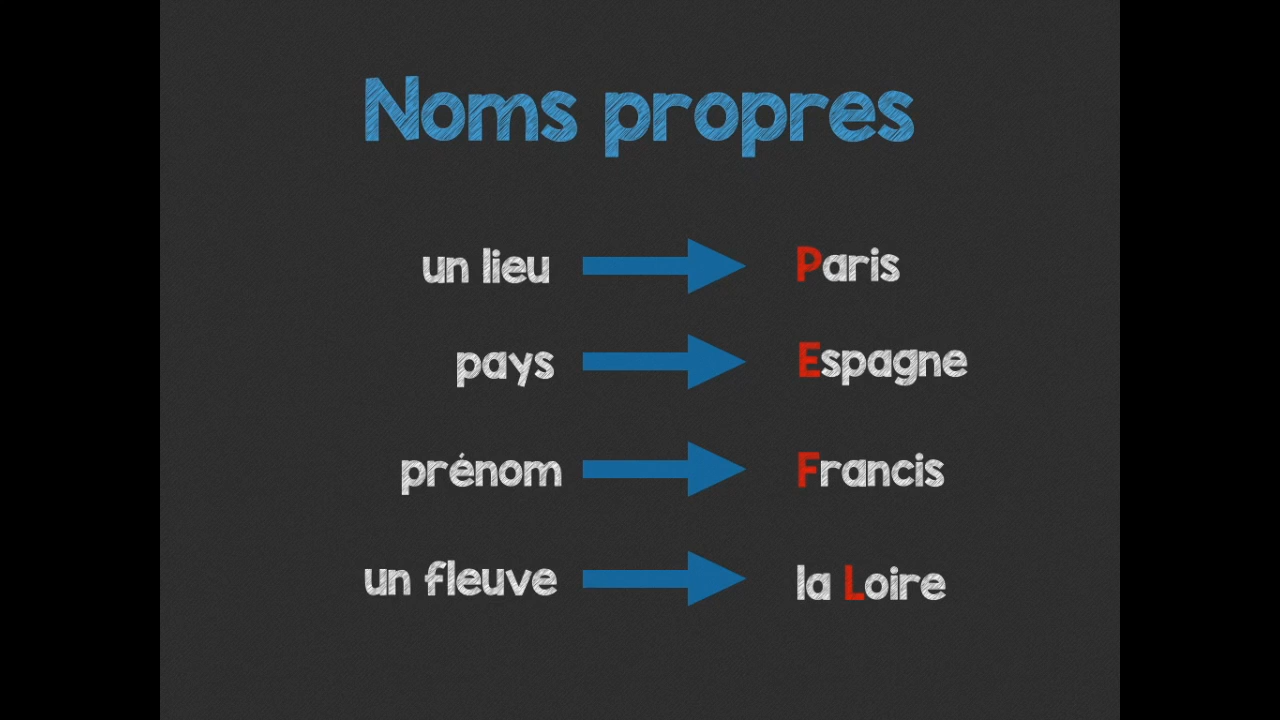 Noms propres
un lieu Paris
pays Espagne
prénom Francis
un fleuve la Loire